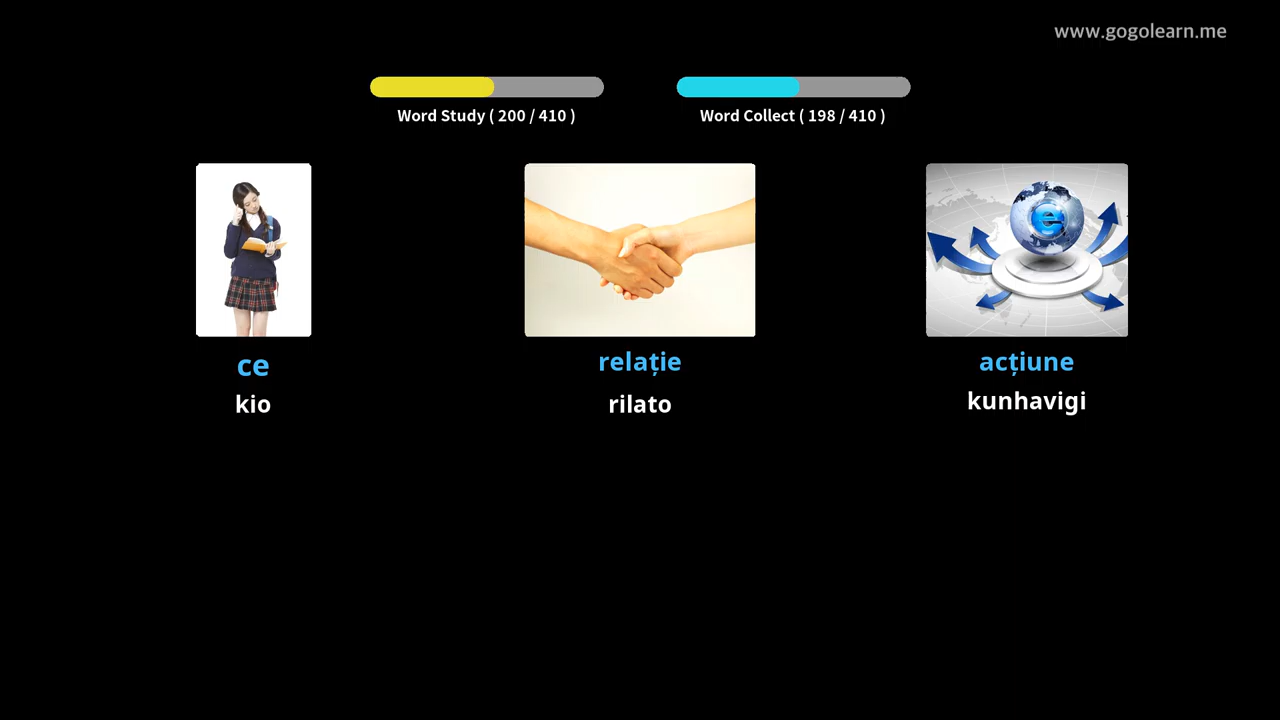 www.gogolearn.me
Word Study ( 200 / 410 )
Word Collect ( 198 / 410 )
ce
kio
relație
rilato
acțiune
kunhavigi